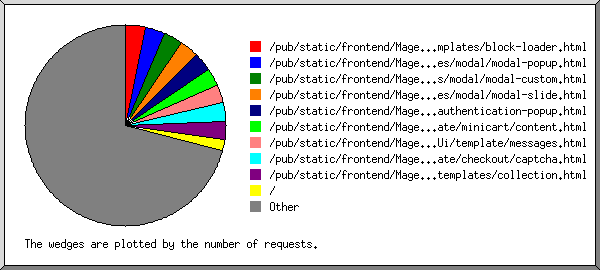 /pub/static/frontend/Mage...mplates/block-loader.html
/pub/static/frontend/Mage...es/modal/modal-popup.html
/pub/static/frontend/Mage...s/modal/modal-custom.html
/pub/static/frontend/Mage...es/modal/modal-slide.html
/pub/static/frontend/Mage...authentication-popup.html
/pub/static/frontend/Mage...ate/minicart/content.html
/pub/static/frontend/Mage...Ui/template/messages.html
/pub/static/frontend/Mage...ate/checkout/captcha.html
/pub/static/frontend/Mage...templates/collection.html
/
Other
The wedges are plotted by the number of requests.